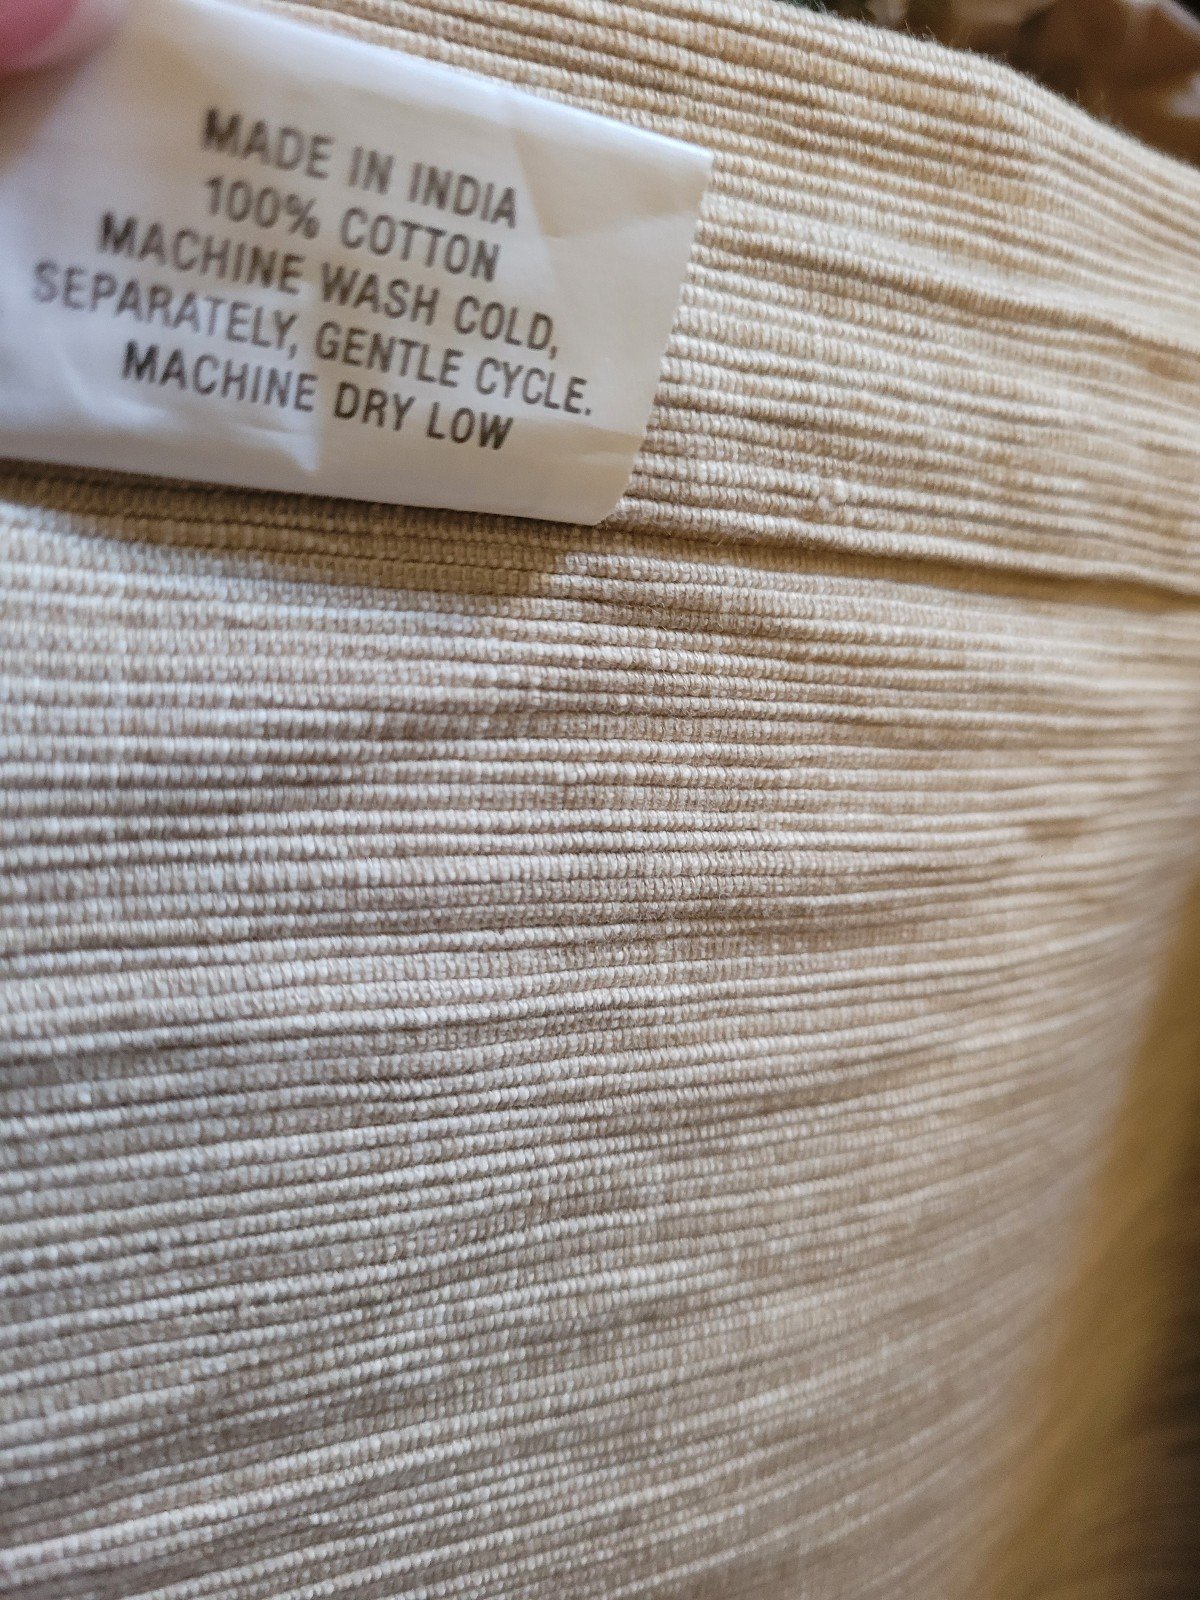 MADE IN INDIA
100% COTTON
MACHINE WASH COLD,
SEPARATELY, GENTLE CYCLE.
MACHINE DRY LOW